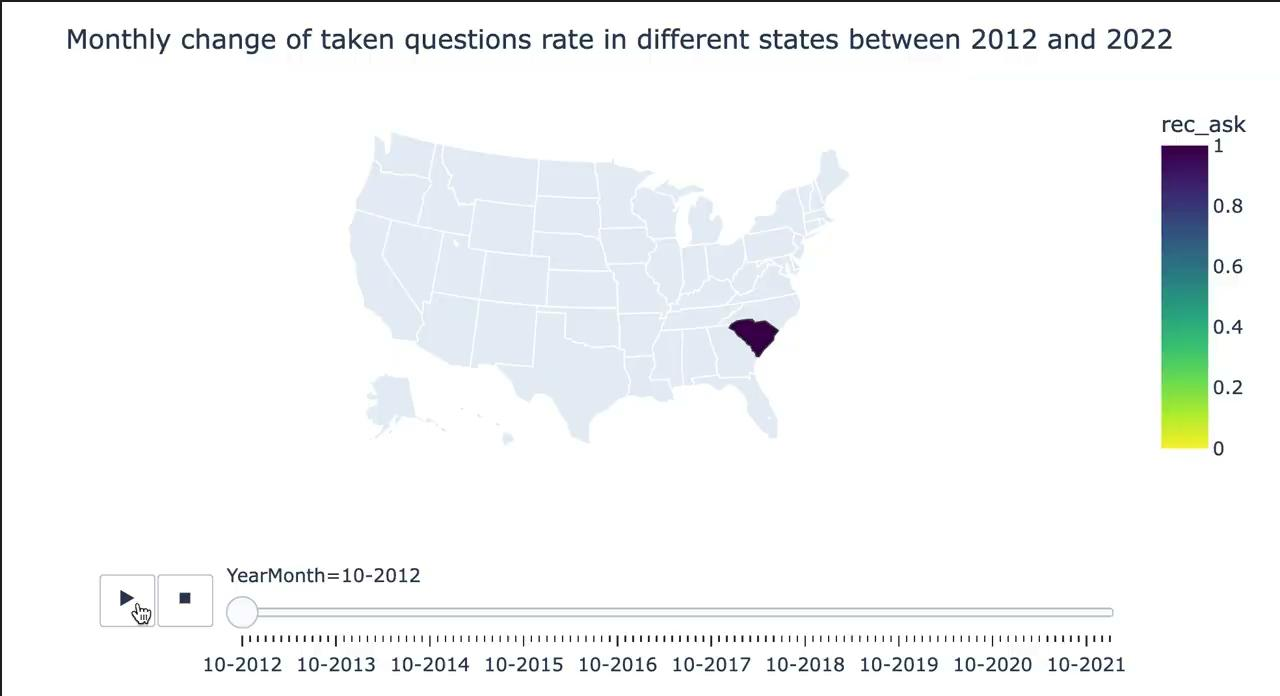 Monthly change of taken questions rate in different states between 2012 and 2022
rec_ask
1
0.8
0.6
0.4
0.2
0
YearMonth=10-2012
10-2012 10-2013 10-2014 10-2015 10-2016 10-2017 10-2018 10-2019 10-2020 10-2021